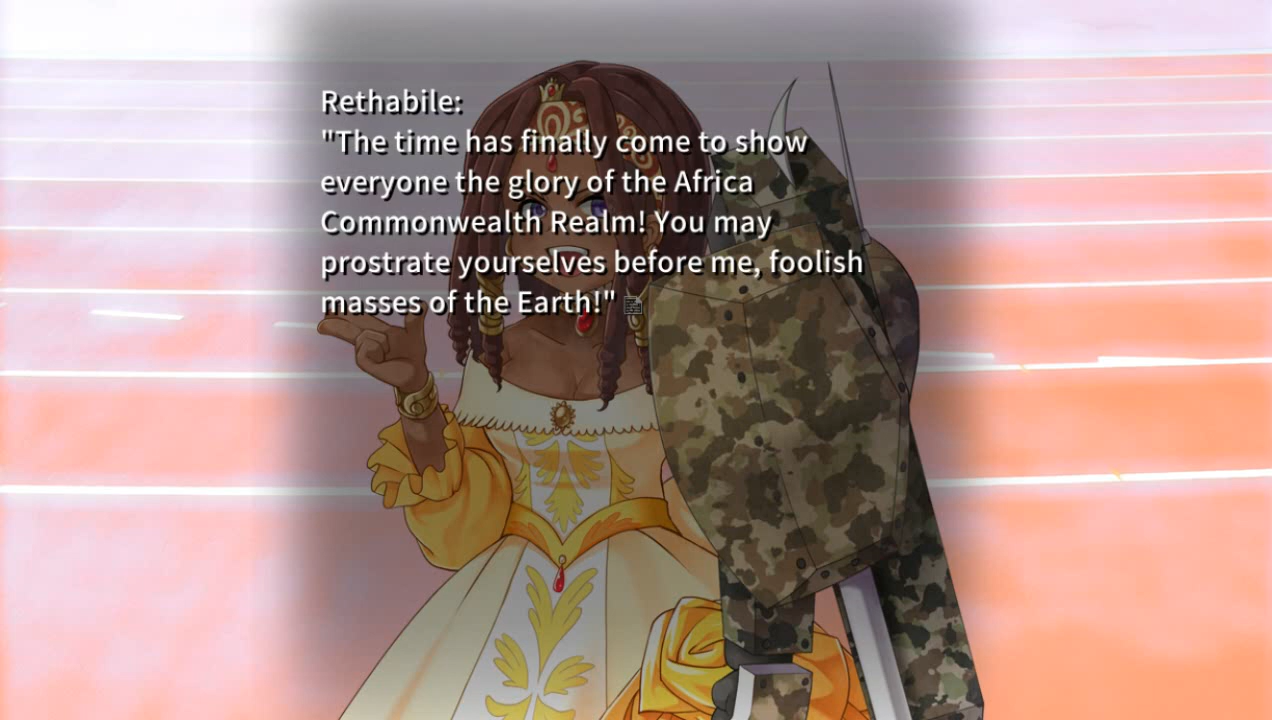 Rethabile:
"The time has finally come to show
everyone the glory of the Africa
Commonwealth Realm! You may
prostrate yourselves before me, foolish
masses of the Earth!"